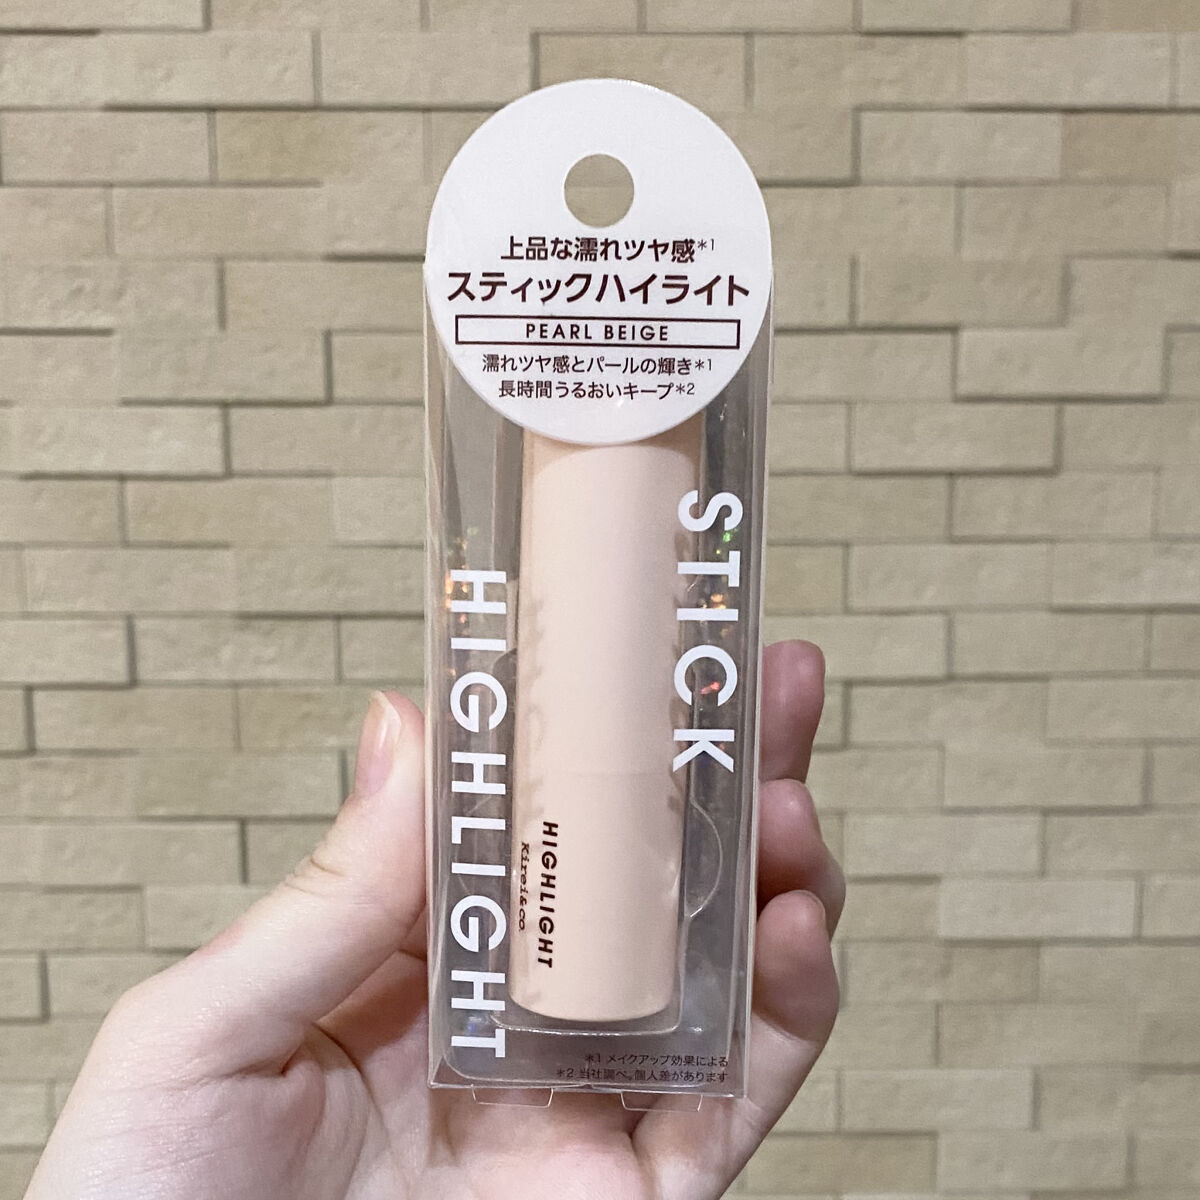 上品な濡れツヤ感*1
スティックハイライト
PEARL BEIGE
濡れツヤ感とパールの輝き*1
長時間うるおいキープ*2
STICK
HIGHLIGHT
HIGHLIGHT
Kirei&co.
*1 メイクアップ効果による
*2 当社調べ。個人差があります